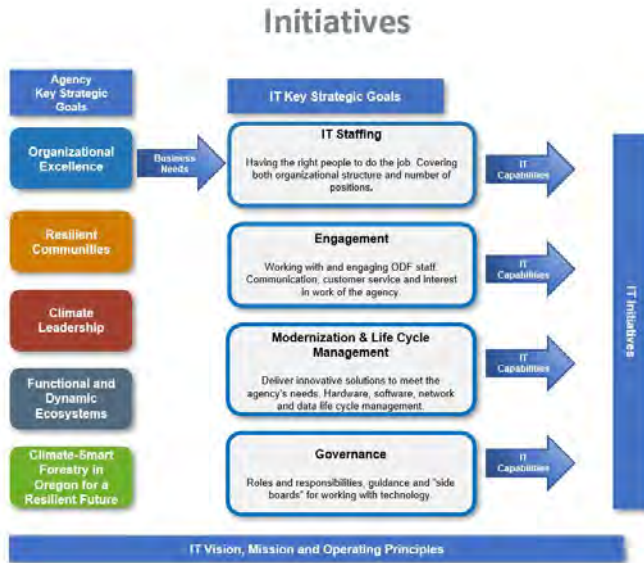 Initiatives
Agency
Key Strategic
Goals
IT Key Strategic Goals
Organizational
Excellence
Business
Needs
IT Staffing
Having the right people to do the job. Covering
both organizational structure and number of
positions.
IT
Capabilities
Resilient
Communities
Engagement
Working with and engaging ODF staff.
Communication, customer service and interest
in work of the agency.
IT
Capabilities
Climate
Leadership
Modernization & Life Cycle
Management
Deliver innovative solutions to meet the
agency's needs. Hardware, software, network
and data life cycle management.
IT
Capabilities
Functional and
Dynamic
Ecosystems
Climate-Smart
Forestry in
Oregon for a
Resilient Future
Governance
Roles and responsibilities, guidance and "side
boards" for working with technology.
IT
Capabilities
IT Initiatives
IT Vision, Mission and Operating Principles